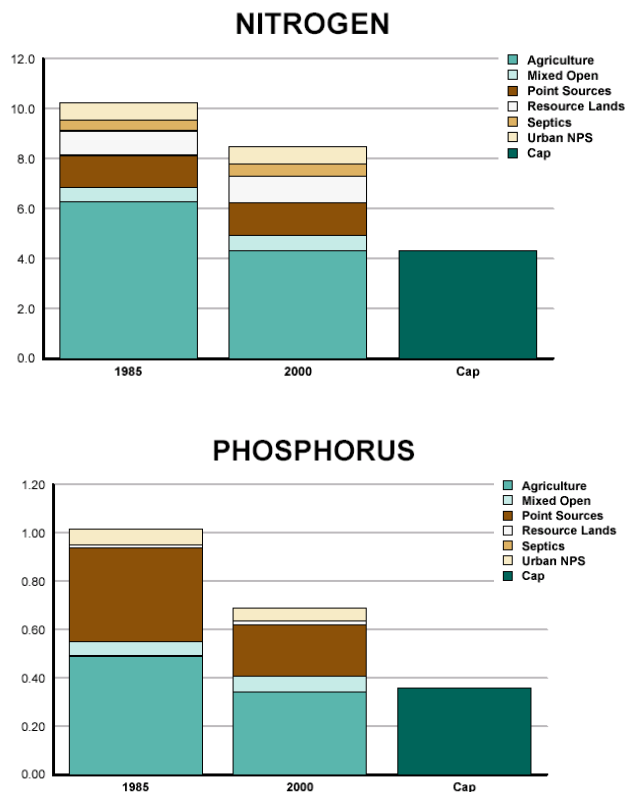 NITROGEN
12.0
10.0
8.0
6.0
4.0
2.0
0.0
Agriculture
Mixed Open
Point Sources
Resource Lands
Septics
Urban NPS
Cap
1985 2000 Cap
PHOSPHORUS
1.20
1.00
0.80
0.60
0.40
0.20
0.00
Agriculture
Mixed Open
Point Sources
Resource Lands
Septics
Urban NPS
Cap
1985 2000 Cap